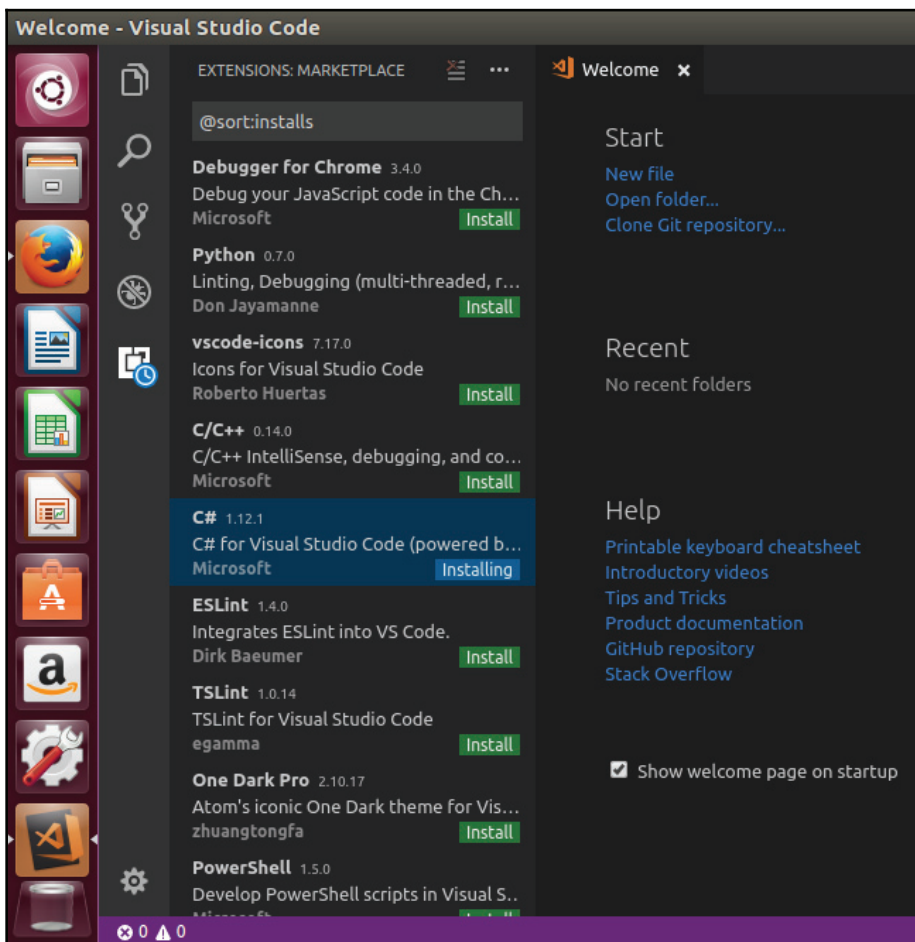 Welcome - Visual Studio Code
EXTENSIONS: MARKETPLACE
@sort:installs
Debugger for Chrome 3.4.0
Debug your JavaScript code in the Ch...
Microsoft Install
Python 0.7.0
Linting, Debugging (multi-threaded, r...
Don Jayamanne Install
vscode-icons 7.17.0
Icons for Visual Studio Code
Roberto Huertas Install
C/C++ 0.14.0
C/C++ IntelliSense, debugging, and co...
Microsoft Install
C# 1.12.1
C# for Visual Studio Code (powered b...
Microsoft Installing
ESLint 1.4.0
Integrates ESLint into VS Code.
Dirk Baeumer Install
TSLint 1.0.14
TSLint for Visual Studio Code
egamma Install
One Dark Pro 2.10.17
Atom's iconic One Dark theme for Vis...
zhuangtongfa Install
PowerShell 1.5.0
Develop PowerShell scripts in Visual S..
Welcome
Start
New file
Open folder...
Clone Git repository...
Recent
No recent folders
Help
Printable keyboard cheatsheet
Introductory videos
Tips and Tricks
Product documentation
GitHub repository
Stack Overflow
Show welcome page on startup
0 0